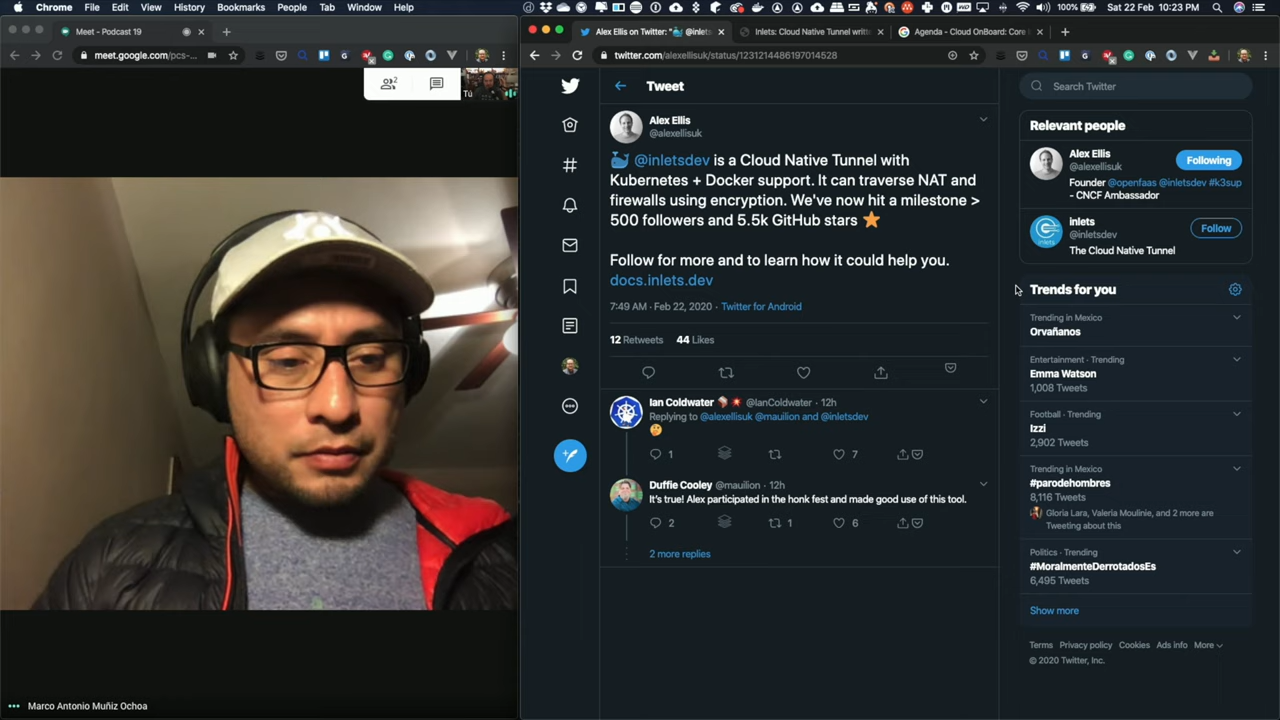 Chrome File Edit View History Bookmarks People Tab Window Help
100% Sat 22 Feb 10:23 PM
Meet - Podcast 19
meet.google.com/pcs-
2
Tú
Marco Antonio Muñiz Ochoa
Alex Ellis on Twitter: "🐳 @inlets
Inlets: Cloud Native Tunnel writt
Agenda - Cloud OnBoard: Core I
twitter.com/alexellisuk/status/1231214486197014528
Tweet
Alex Ellis
@alexellisuk
🐳 @inletsdev is a Cloud Native Tunnel with
Kubernetes + Docker support. It can traverse NAT and
firewalls using encryption. We've now hit a milestone >
500 followers and 5.5k GitHub stars ⭐
Follow for more and to learn how it could help you.
docs.inlets.dev
7:49 AM · Feb 22, 2020 · Twitter for Android
12 Retweets 44 Likes
Ian Coldwater @IanColdwater · 12h
Replying to @alexellisuk @mauilion and @inletsdev
🤔
1 7
Duffie Cooley @mauilion · 12h
It's true! Alex participated in the honk fest and made good use of this tool.
2 1 6
2 more replies
Search Twitter
Relevant people
Alex Ellis
@alexellisuk
Following
Founder @openfaas @inletsdev #k3sup
- CNCF Ambassador
inlets
@inletsdev
Follow
The Cloud Native Tunnel
Trends for you
Trending in Mexico
Orvañanos
Entertainment · Trending
Emma Watson
1,008 Tweets
Football · Trending
Izzi
2,902 Tweets
Trending in Mexico
#parodehombres
8,116 Tweets
Gloria Lara, Valeria Moulinie, and 2 more are
Tweeting about this
Politics · Trending
#MoralmenteDerrotadosEs
6,495 Tweets
Show more
Terms Privacy policy Cookies Ads info More
© 2020 Twitter, Inc.